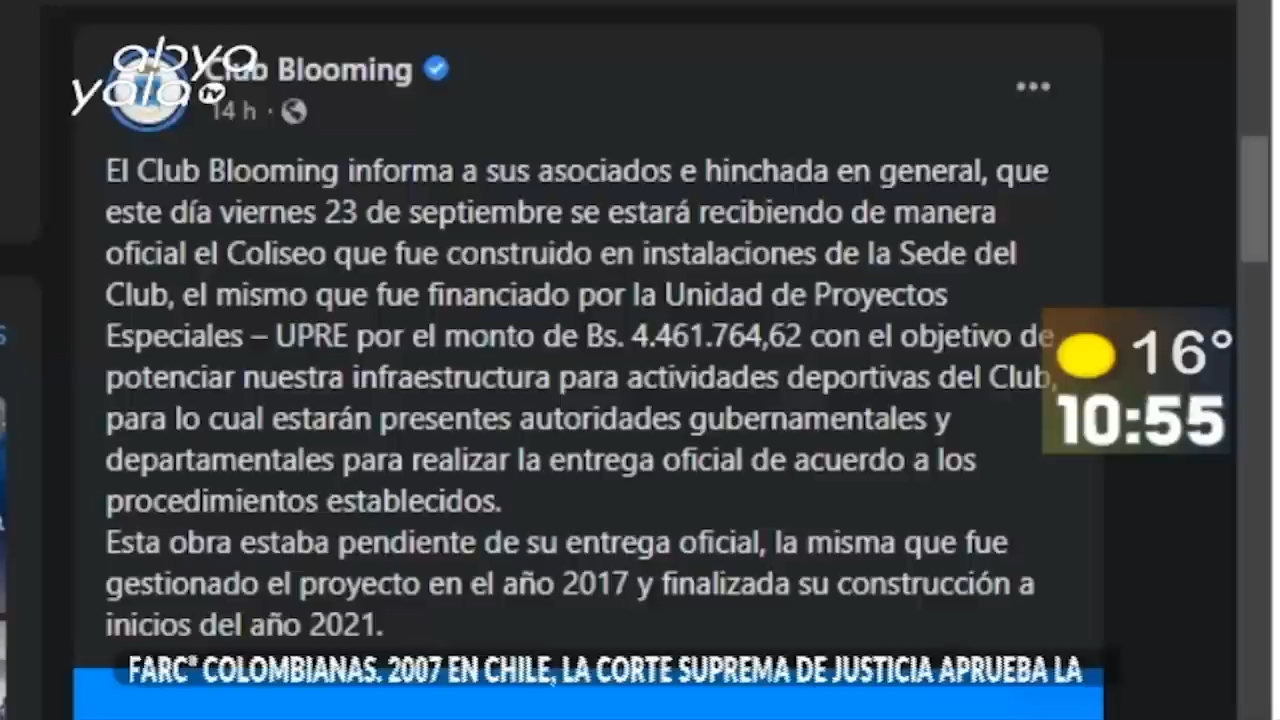 abya
yala tv
Club Blooming
14 h ·
El Club Blooming informa a sus asociados e hinchada en general, que
este día viernes 23 de septiembre se estará recibiendo de manera
oficial el Coliseo que fue construido en instalaciones de la Sede del
Club, el mismo que fue financiado por la Unidad de Proyectos
Especiales – UPRE por el monto de Bs. 4.461.764,62 con el objetivo de
potenciar nuestra infraestructura para actividades deportivas del Club,
para lo cual estarán presentes autoridades gubernamentales y
departamentales para realizar la entrega oficial de acuerdo a los
procedimientos establecidos.
Esta obra estaba pendiente de su entrega oficial, la misma que fue
gestionado el proyecto en el año 2017 y finalizada su construcción a
inicios del año 2021.
16°
10:55
FARC" COLOMBIANAS. 2007 EN CHILE, LA CORTE SUPREMA DE JUSTICIA APRUEBA LA